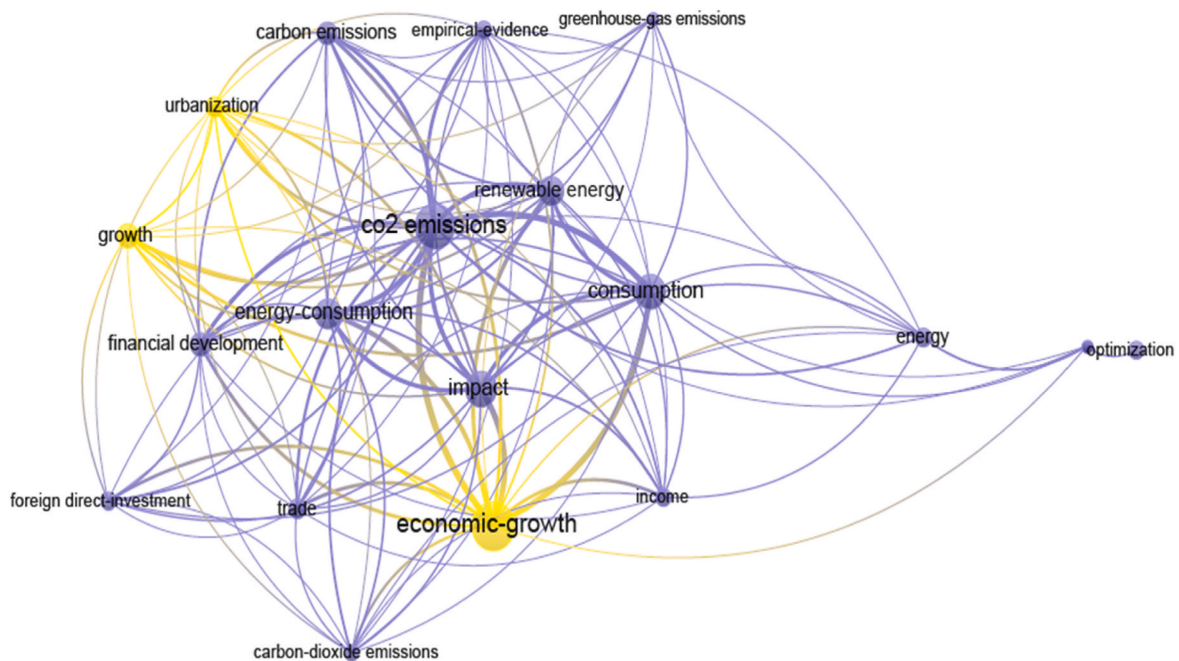 greenhouse-gas emissions
carbon emissions
empirical-evidence
urbanization
renewable energy
co2 emissions
growth
consumption
energy-consumption
financial development
energy
optimization
impact
foreign direct-investment
trade
income
economic-growth
carbon-dioxide emissions